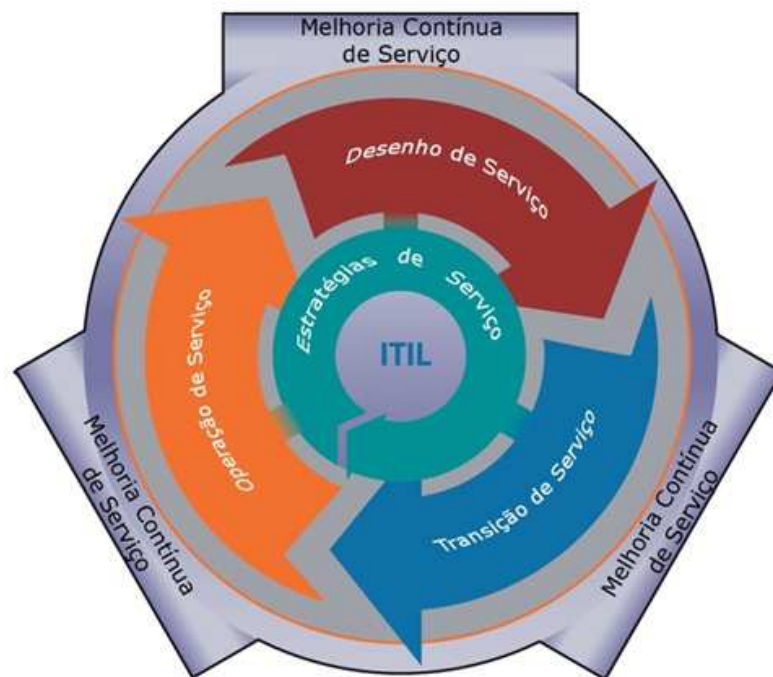 Melhoria Contínua
de Serviço
Desenho de Serviço
Estratégias de Serviço
ITIL
Operação de Serviço
Transição de Serviço
Melhoria Contínua
de Serviço
Melhoria Contínua
de Serviço